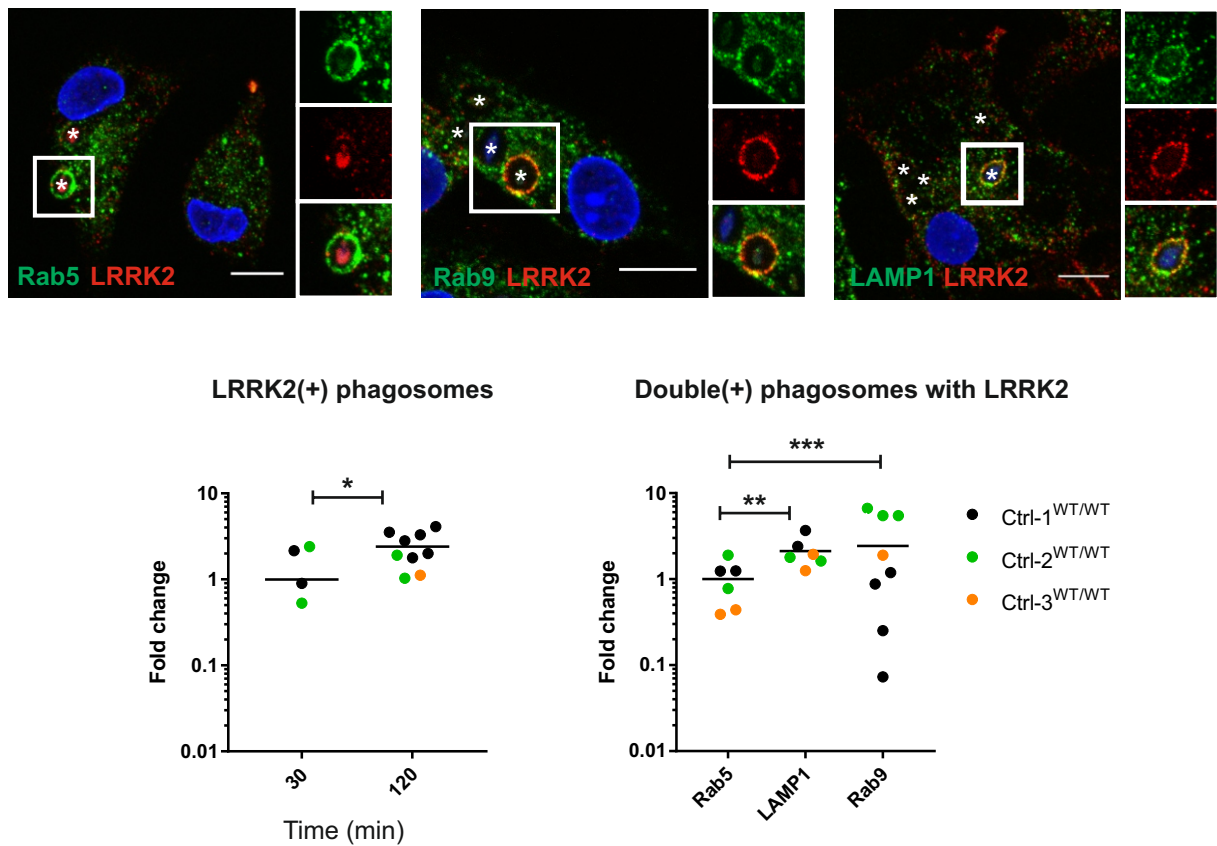 Rab5 LRRK2
Rab9 LRRK2
LAMP1 LRRK2
* * *
* * * *
* * * * *
LRRK2(+) phagosomes
Double(+) phagosomes with LRRK2
*
Fold change
10
1
0.1
0.01
30
120
Time (min)
***
**
Fold change
10
1
0.1
0.01
Rab5
LAMP1
Rab9
Ctrl-1WT/WT
Ctrl-2WT/WT
Ctrl-3WT/WT